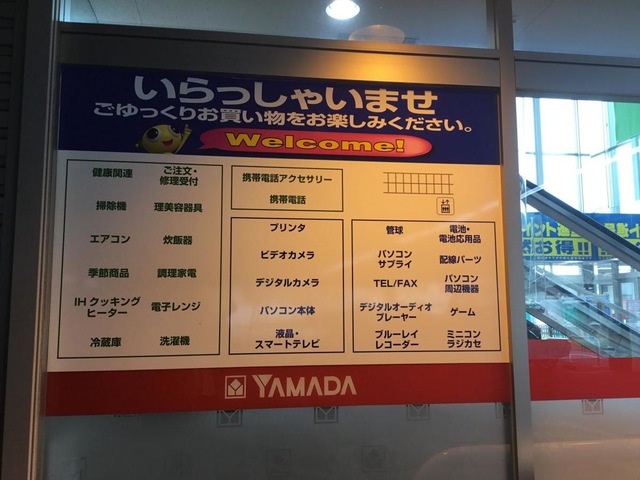 いらっしゃいませ
ごゆっくりお買い物をお楽しみください。
Welcome!
健康関連
ご注文・
修理受付
掃除機
理美容器具
エアコン
炊飯器
季節商品
調理家電
IHクッキング
ヒーター
電子レンジ
冷蔵庫
洗濯機
携帯電話アクセサリー
携帯電話
プリンタ
ビデオカメラ
デジタルカメラ
パソコン本体
液晶・
スマートテレビ
管球
電池・
電池応用品
パソコン
サプライ
配線パーツ
TEL/FAX
パソコン
周辺機器
デジタルオーディオ
プレーヤー
ゲーム
ブルーレイ
レコーダー
ミニコン
ラジカセ
YAMADA